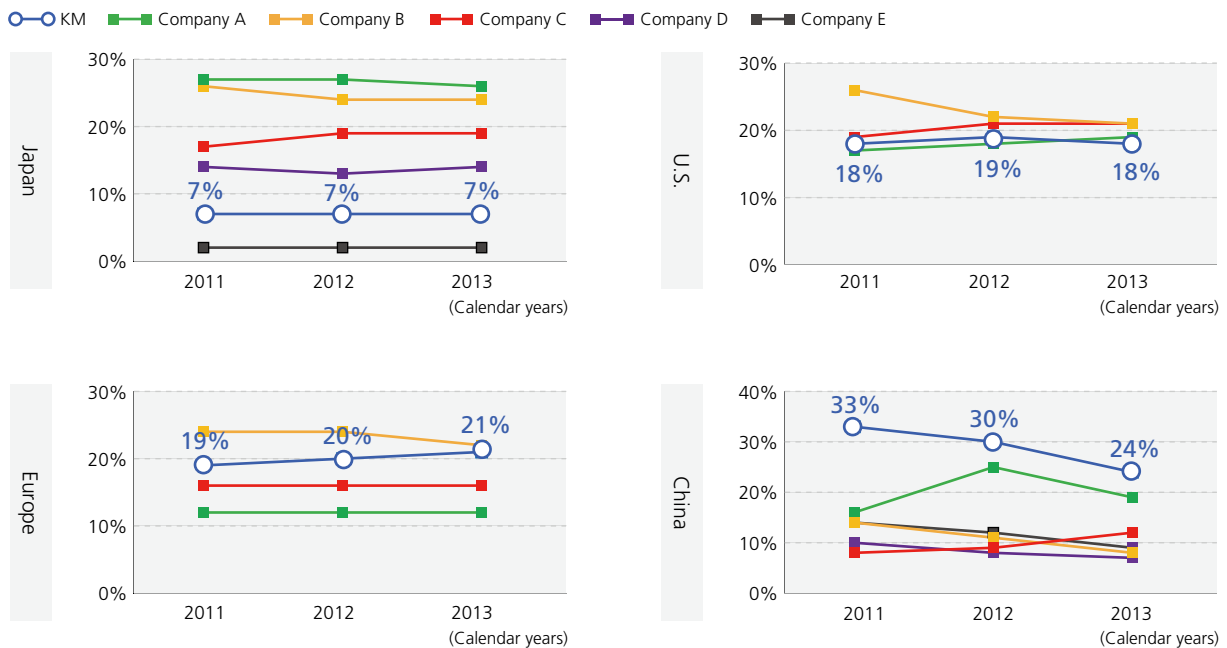 KM Company A Company B Company C Company D Company E
Japan
30%
20%
10%
0%
7% 7% 7%
2011 2012 2013
(Calendar years)
U.S.
30%
20%
10%
0%
18% 19% 18%
2011 2012 2013
(Calendar years)
Europe
30%
20%
10%
0%
19% 20% 21%
2011 2012 2013
(Calendar years)
China
40%
30%
20%
10%
0%
33% 30% 24%
2011 2012 2013
(Calendar years)